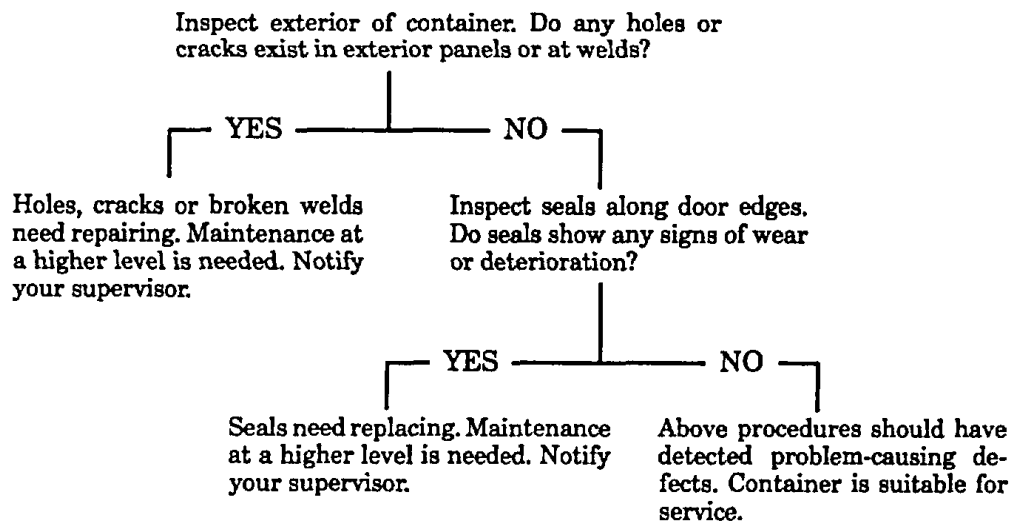 Inspect exterior of container. Do any holes or
cracks exist in exterior panels or at welds?
YES
NO
Holes, cracks or broken welds
need repairing. Maintenance at
a higher level is needed. Notify
your supervisor.
Inspect seals along door edges.
Do seals show any signs of wear
or deterioration?
YES
NO
Seals need replacing. Maintenance
at a higher level is needed. Notify
your supervisor.
Above procedures should have
detected problem-causing de-
fects. Container is suitable for
service.